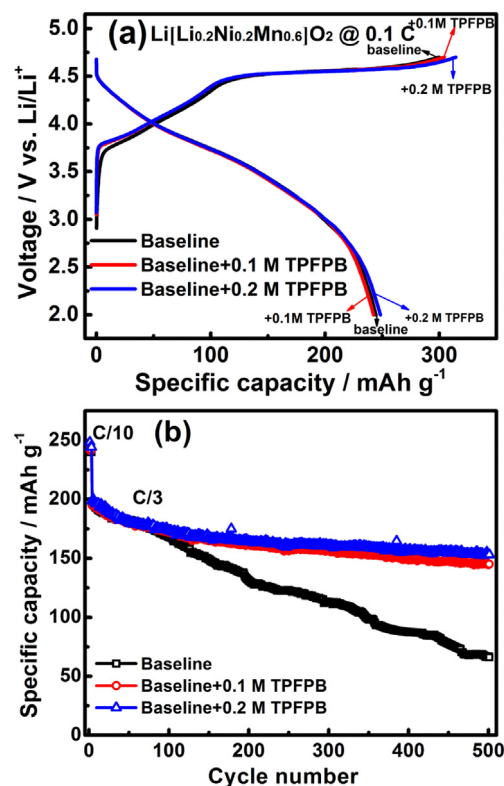 (a) Li[Li0.2Ni0.2Mn0.6]O2 @ 0.1 C
baseline
+0.1M TPFPB
+0.2 M TPFPB
5.0
4.5
4.0
3.5
3.0
2.5
2.0
Voltage / V vs. Li/Li+
Baseline
Baseline+0.1 M TPFPB
Baseline+0.2 M TPFPB
+0.1M TPFPB
baseline
+0.2 M TPFPB
0 100 200 300
Specific capacity / mAh g-1
(b)
C/10
C/3
250
200
150
100
50
0
Specific capacity / mAh g-1
Baseline
Baseline+0.1 M TPFPB
Baseline+0.2 M TPFPB
0 100 200 300 400 500
Cycle number